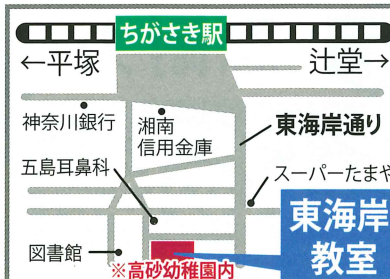 ちがさき駅
←平塚
辻堂→
神奈川銀行
湘南
信用金庫
東海岸通り
五島耳鼻科
スーパーたまや
東海岸
教室
図書館
※高砂幼稚園内